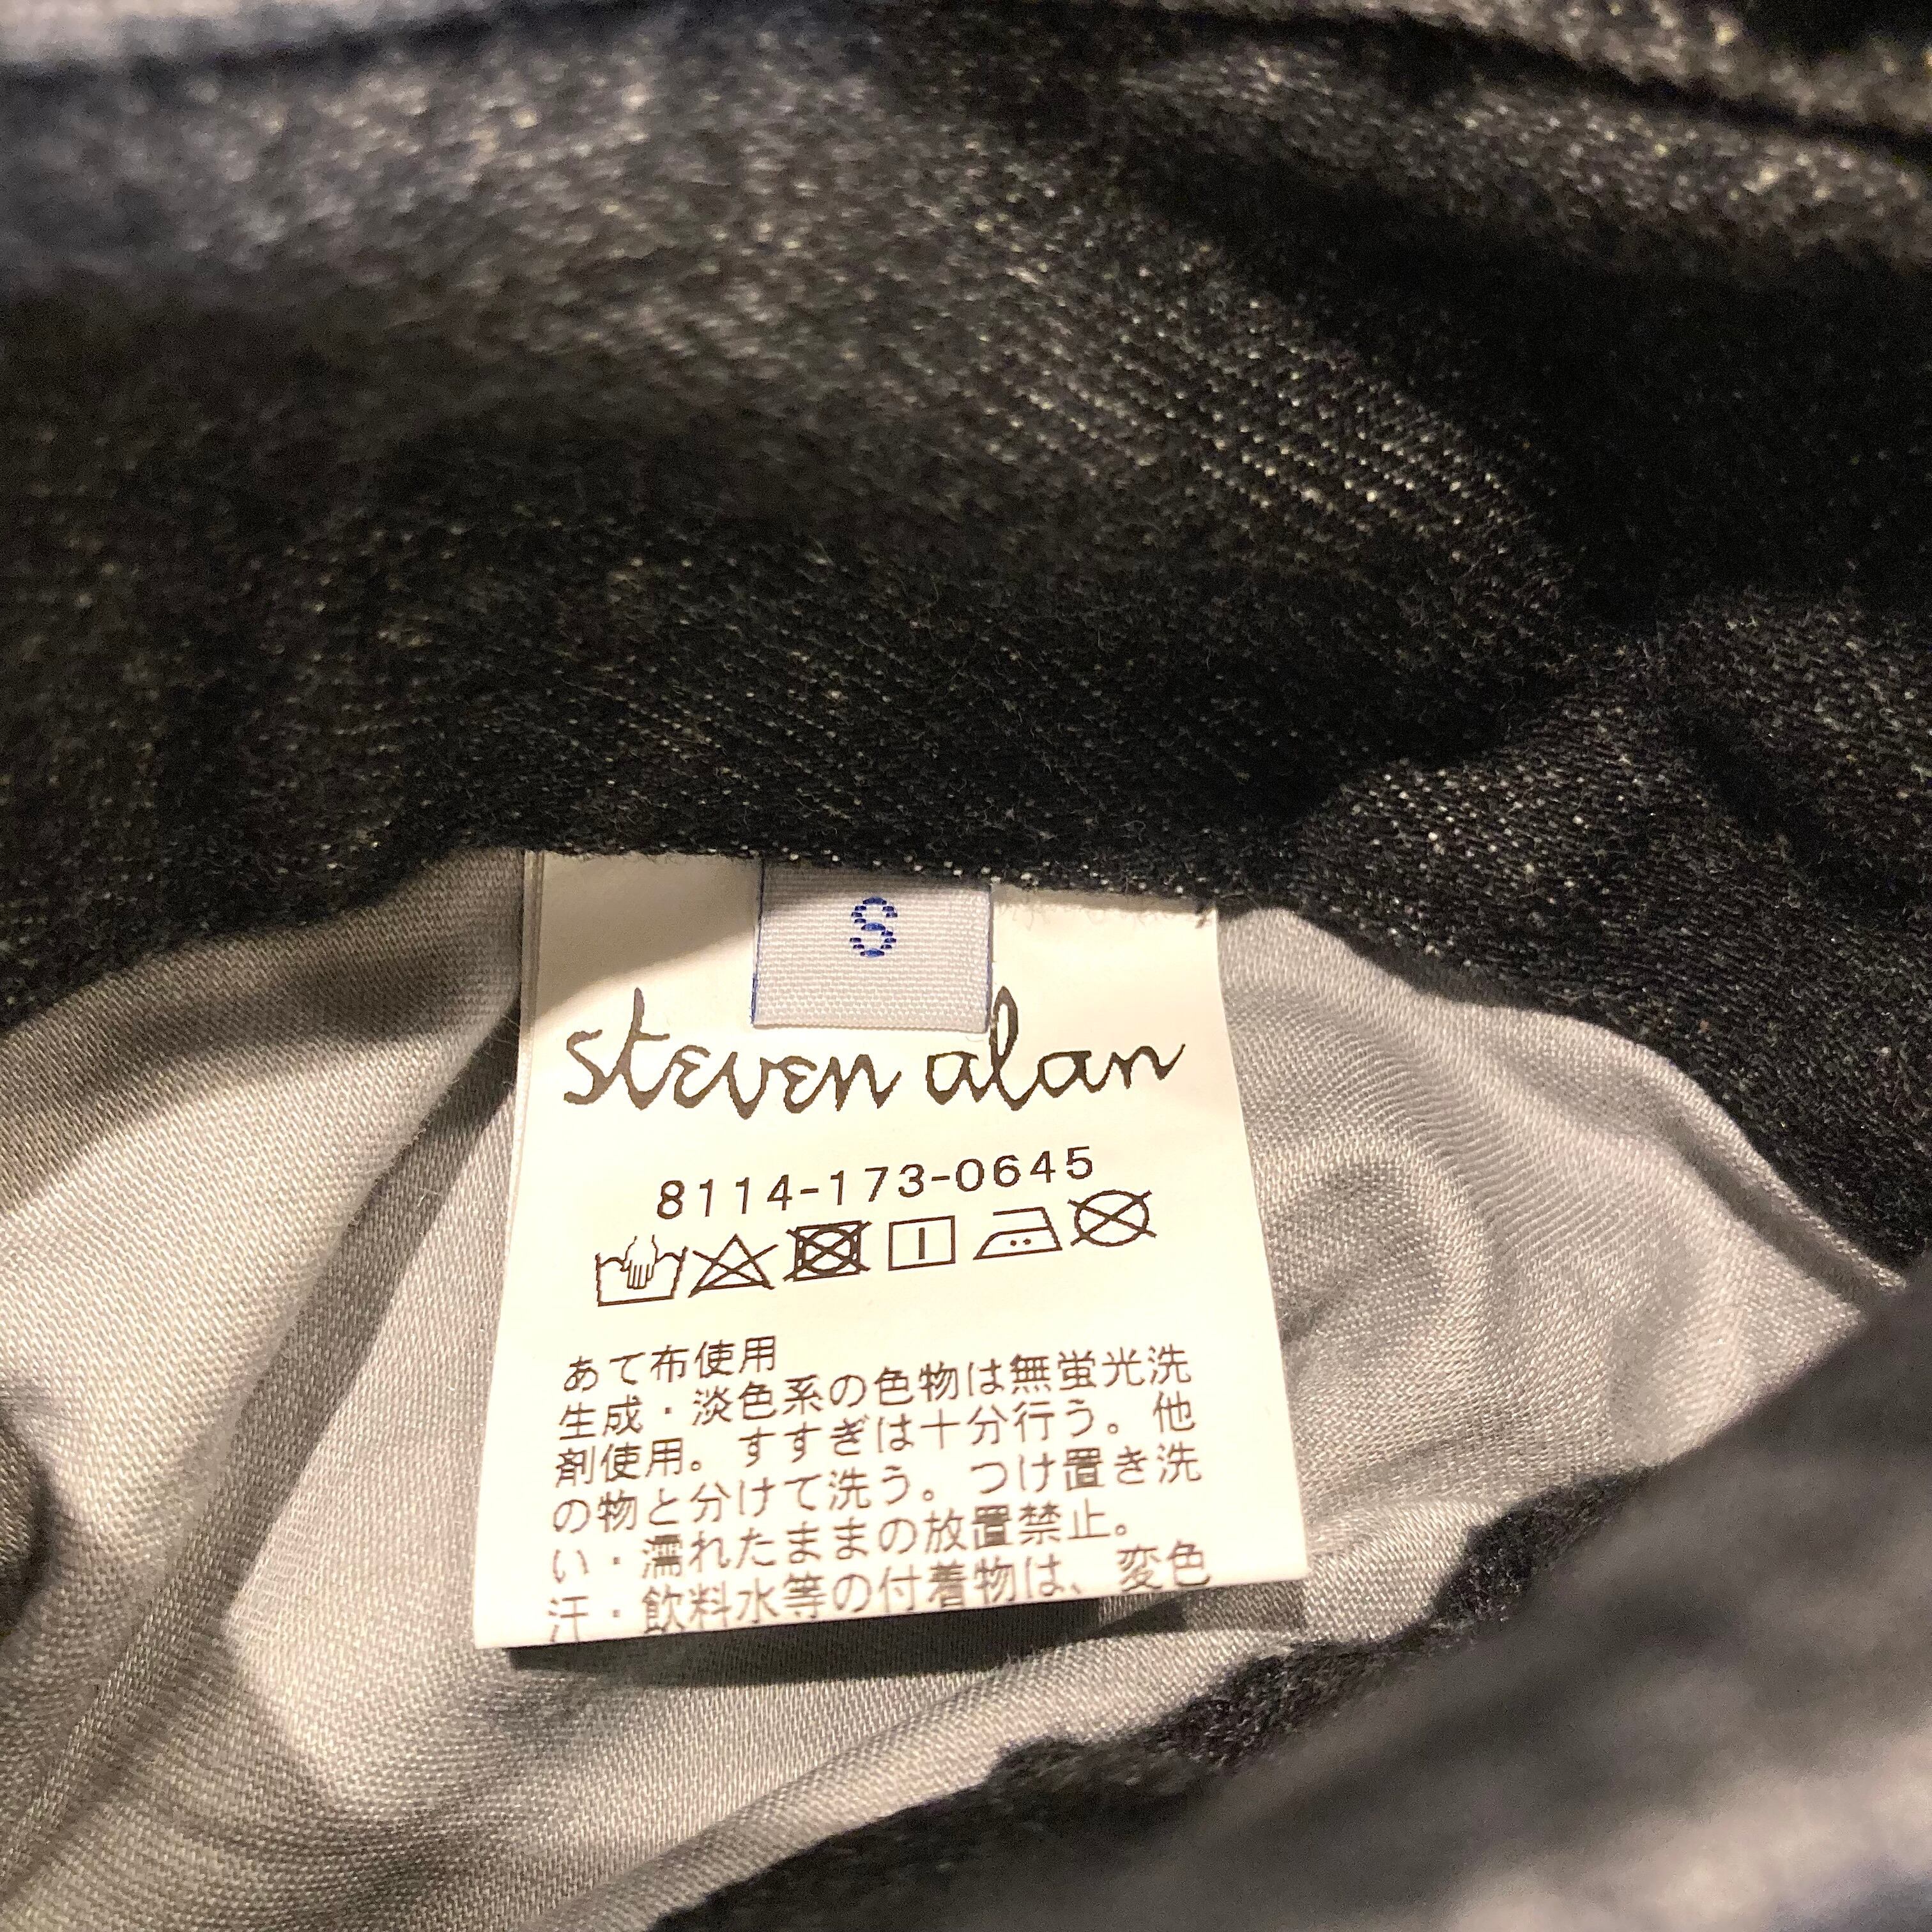 S
steven alan
8114-173-0645
あて布使用
生成・淡色系の色物は無蛍光洗
剤使用。すすぎは十分行う。他
の物と分けて洗う。つけ置き洗
い・濡れたままの放置禁止。
汗・飲料水等の付着物は、変色